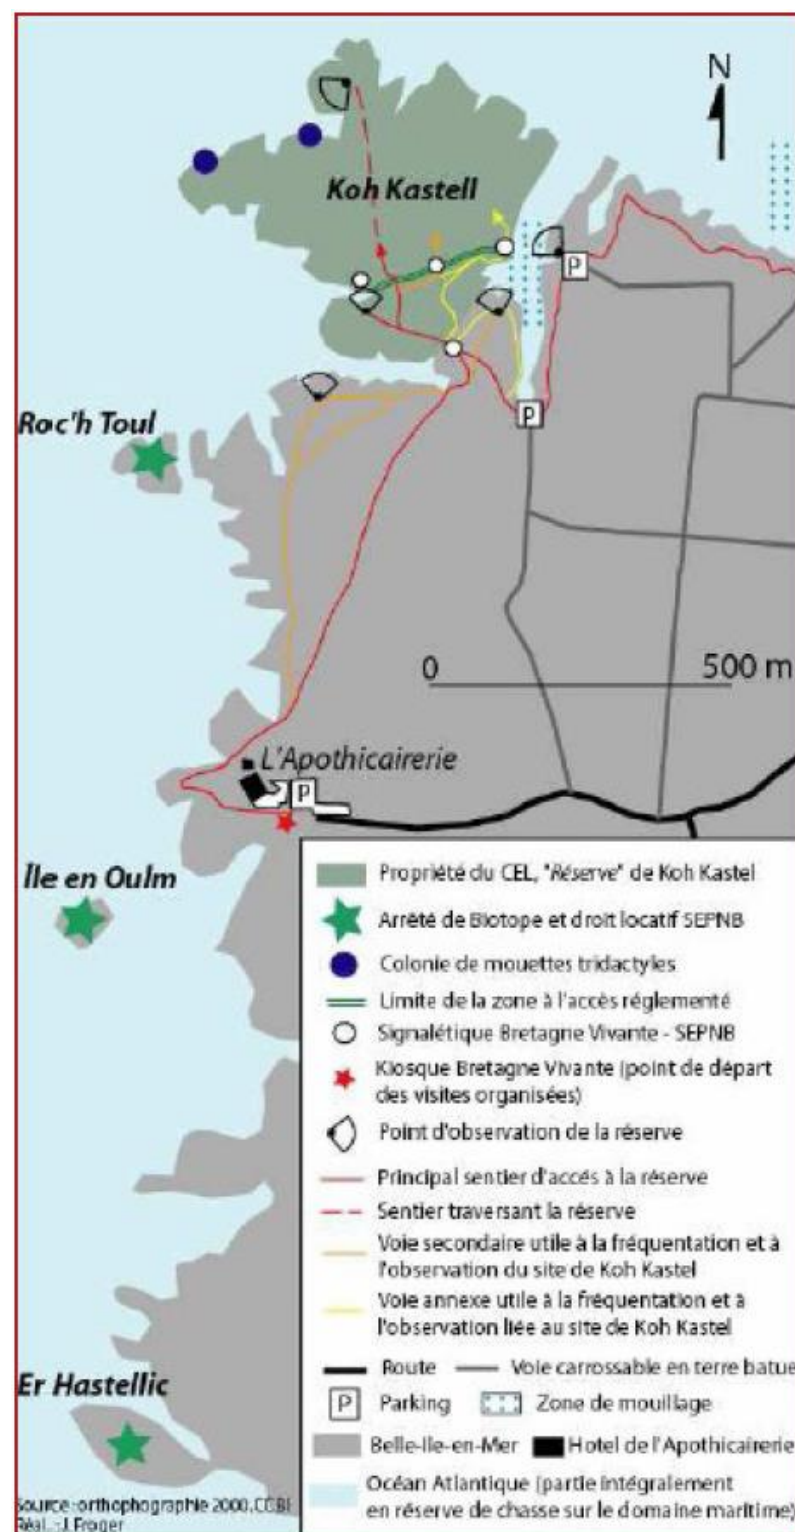 N
Koh Kastell
P
Roc'h Toul
P
0 500 m
L'Apothicairerie
P
Île en Oulm
Propriété du CEL, "Réserve" de Koh Kastel
Arrêté de Biotope et droit locatif SEPNB
Colonie de mouettes tridactyles
Limite de la zone à l'accès réglementé
Signalétique Bretagne Vivante - SEPNB
Kiosque Bretagne Vivante (point de départ
des visites organisées)
Point d'observation de la réserve
Principal sentier d'accés à la réserve
Sentier traversant la réserve
Voie secondaire utile à la fréquentation et à
l'observation du site de Koh Kastel
Voie annexe utile à la fréquentation et à
l'observation liée au site de Koh Kastel
Er Hastellic
Route Voie carrossable en terre batue
P Parking Zone de mouillage
Belle-Ile-en-Mer Hotel de l'Apothicairerie
Océan Atlantique (partie intégralement
en réserve de chasse sur le domaine maritime)
Source :orthophographie 2000,CCBI
Réal. : J Froger